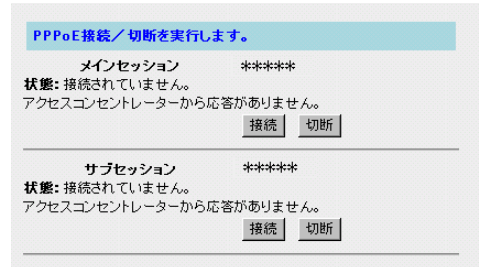 PPPoE接続／切断を実行します。
メインセッション *****
状態: 接続されていません。
アクセスコンセントレーターから応答がありません。
接続 切断
サブセッション *****
状態: 接続されていません。
アクセスコンセントレーターから応答がありません。
接続 切断